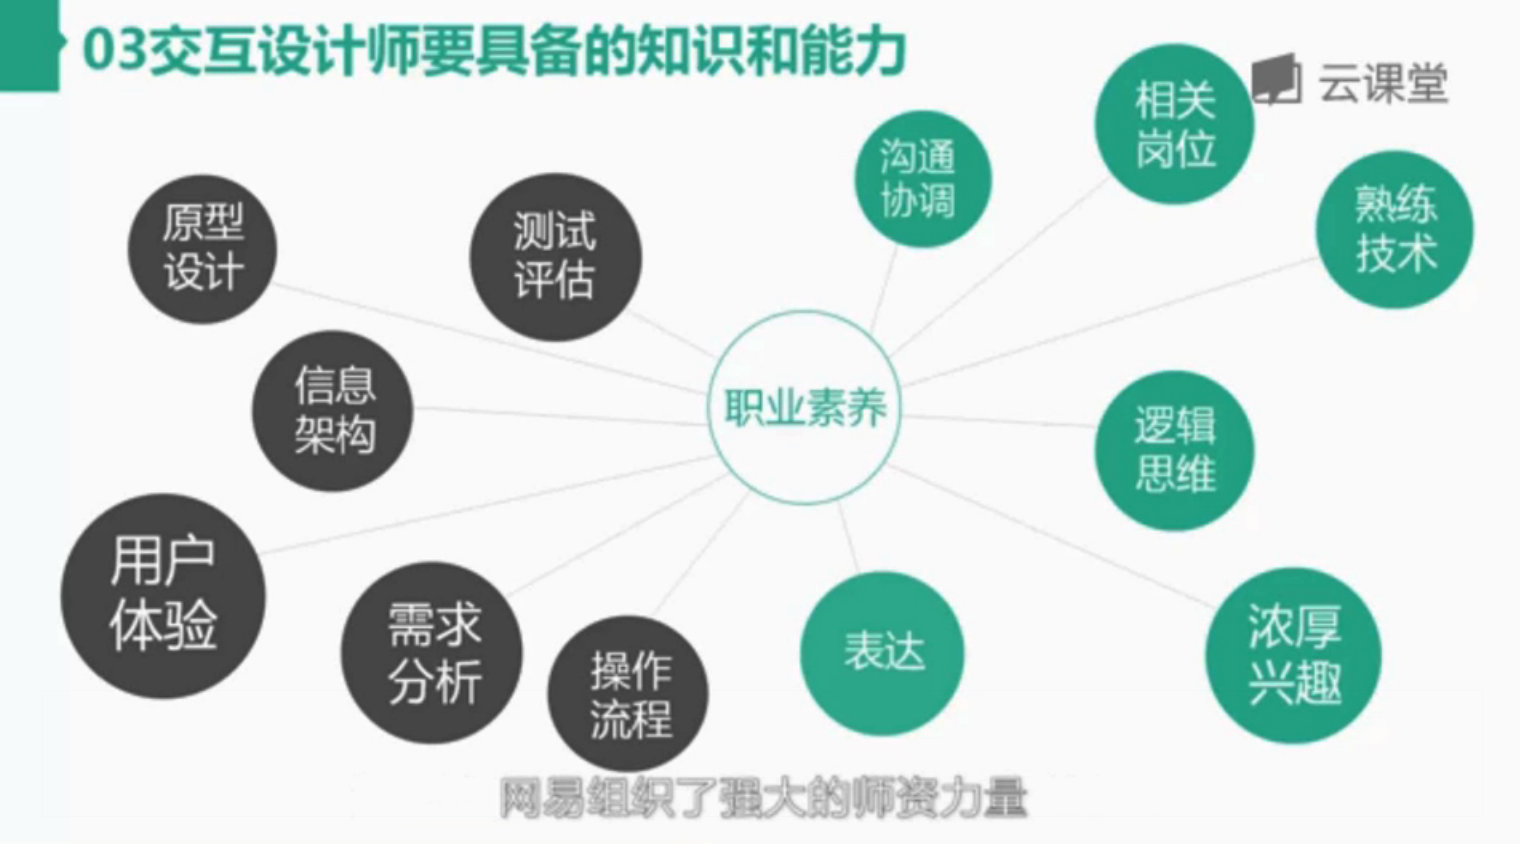 03交互设计师要具备的知识和能力
云课堂
相关
岗位
沟通
协调
熟练
技术
原型
设计
测试
评估
信息
架构
职业素养
逻辑
思维
用户
体验
需求
分析
操作
流程
表达
浓厚
兴趣
网易组织了强大的师资力量